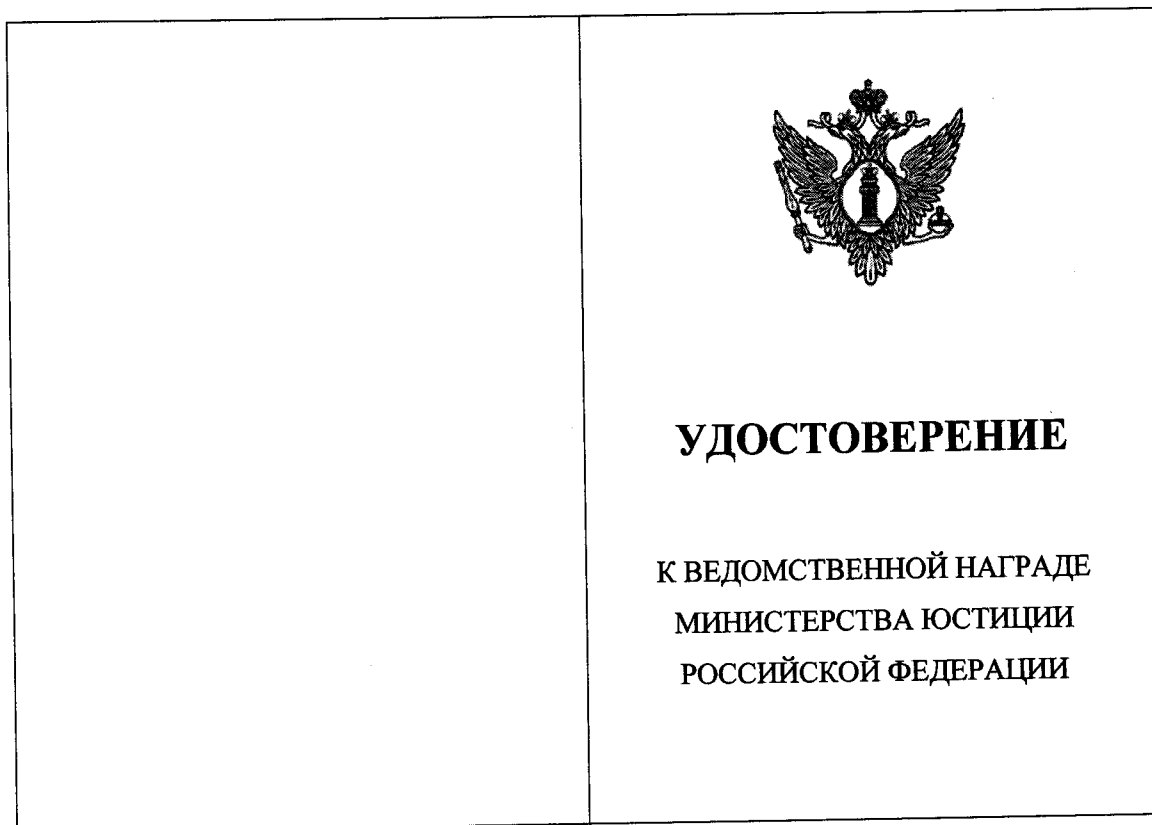 УДОСТОВЕРЕНИЕ
К ВЕДОМСТВЕННОЙ НАГРАДЕ
МИНИСТЕРСТВА ЮСТИЦИИ
РОССИЙСКОЙ ФЕДЕРАЦИИ